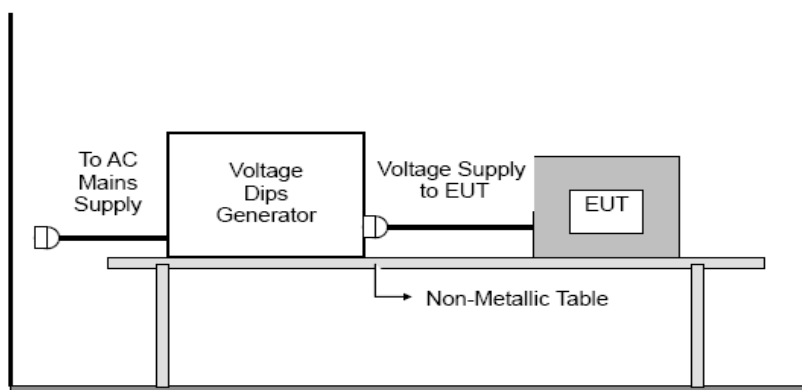 To AC
Mains
Supply
Voltage
Dips
Generator
Voltage Supply
to EUT
EUT
Non-Metallic Table